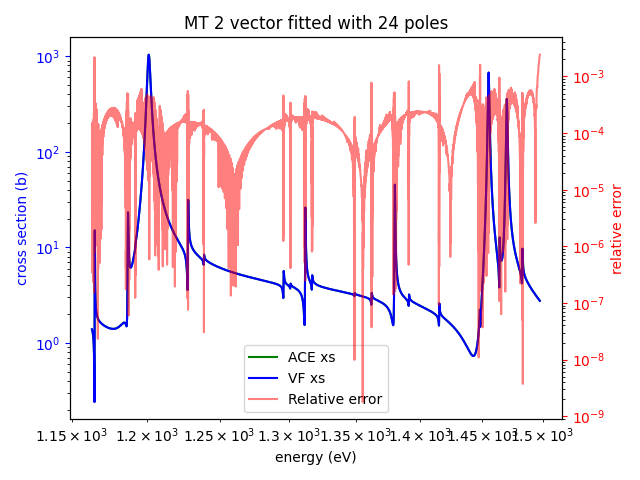 MT 2 vector fitted with 24 poles
cross section (b)
10³
10²
10¹
10⁰
10⁻³
10⁻⁴
10⁻⁵
10⁻⁶
10⁻⁷
10⁻⁸
10⁻⁹
relative error
ACE xs
VF xs
Relative error
1.15 × 10³ 1.2 × 10³ 1.25 × 10³ 1.3 × 10³ 1.35 × 10³ 1.4 × 10³ 1.45 × 10³ 1.5 × 10³
energy (eV)